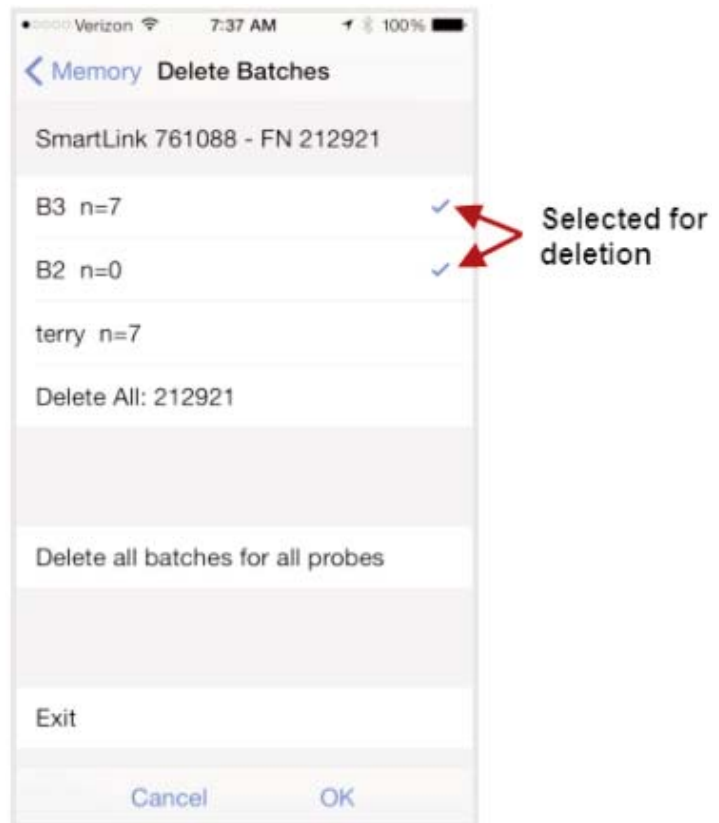 Verizon 7:37 AM 100%
Memory Delete Batches
SmartLink 761088 - FN 212921
B3 n=7
B2 n=0
Selected for
deletion
terry n=7
Delete All: 212921
Delete all batches for all probes
Exit
Cancel OK